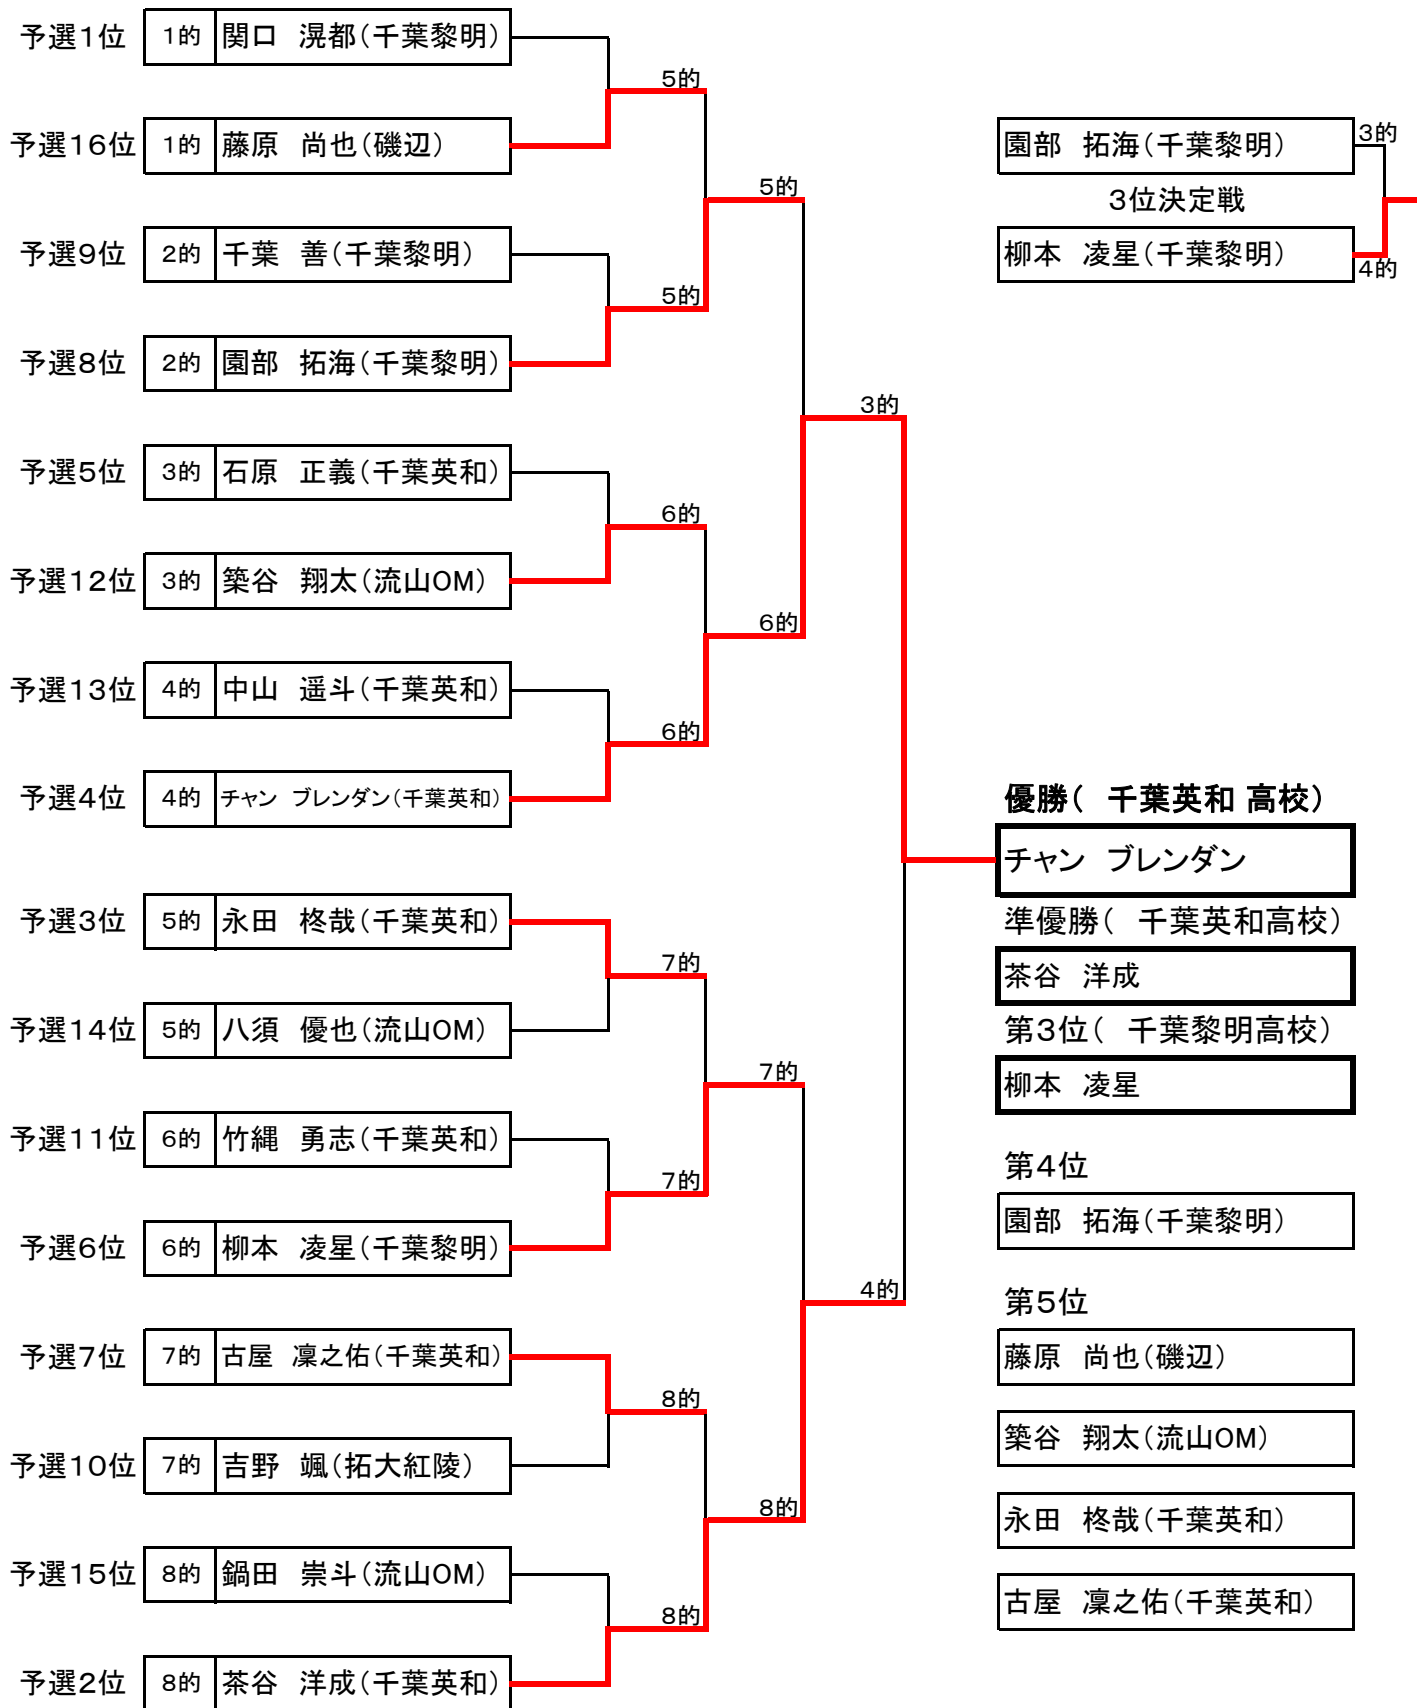 予選1位 1的 関口 滉都(千葉黎明)
5的
予選16位 1的 藤原 尚也(磯辺)
5的
予選9位 2的 千葉 善(千葉黎明)
5的
予選8位 2的 園部 拓海(千葉黎明)
3的
予選5位 3的 石原 正義(千葉英和)
6的
予選12位 3的 築谷 翔太(流山OM)
6的
予選13位 4的 中山 遥斗(千葉英和)
6的
予選4位 4的 チャン ブレンダン(千葉英和)
予選3位 5的 永田 柊哉(千葉英和)
7的
予選14位 5的 八須 優也(流山OM)
7的
予選11位 6的 竹縄 勇志(千葉英和)
7的
予選6位 6的 柳本 凌星(千葉黎明)
4的
予選7位 7的 古屋 凜之佑(千葉英和)
8的
予選10位 7的 吉野 颯(拓大紅陵)
8的
予選15位 8的 鍋田 崇斗(流山OM)
8的
予選2位 8的 茶谷 洋成(千葉英和)
園部 拓海(千葉黎明) 3的
3位決定戦
柳本 凌星(千葉黎明) 4的
優勝( 千葉英和 高校)
チャン ブレンダン
準優勝( 千葉英和高校)
茶谷 洋成
第3位( 千葉黎明高校)
柳本 凌星
第4位
園部 拓海(千葉黎明)
第5位
藤原 尚也(磯辺)
築谷 翔太(流山OM)
永田 柊哉(千葉英和)
古屋 凜之佑(千葉英和)